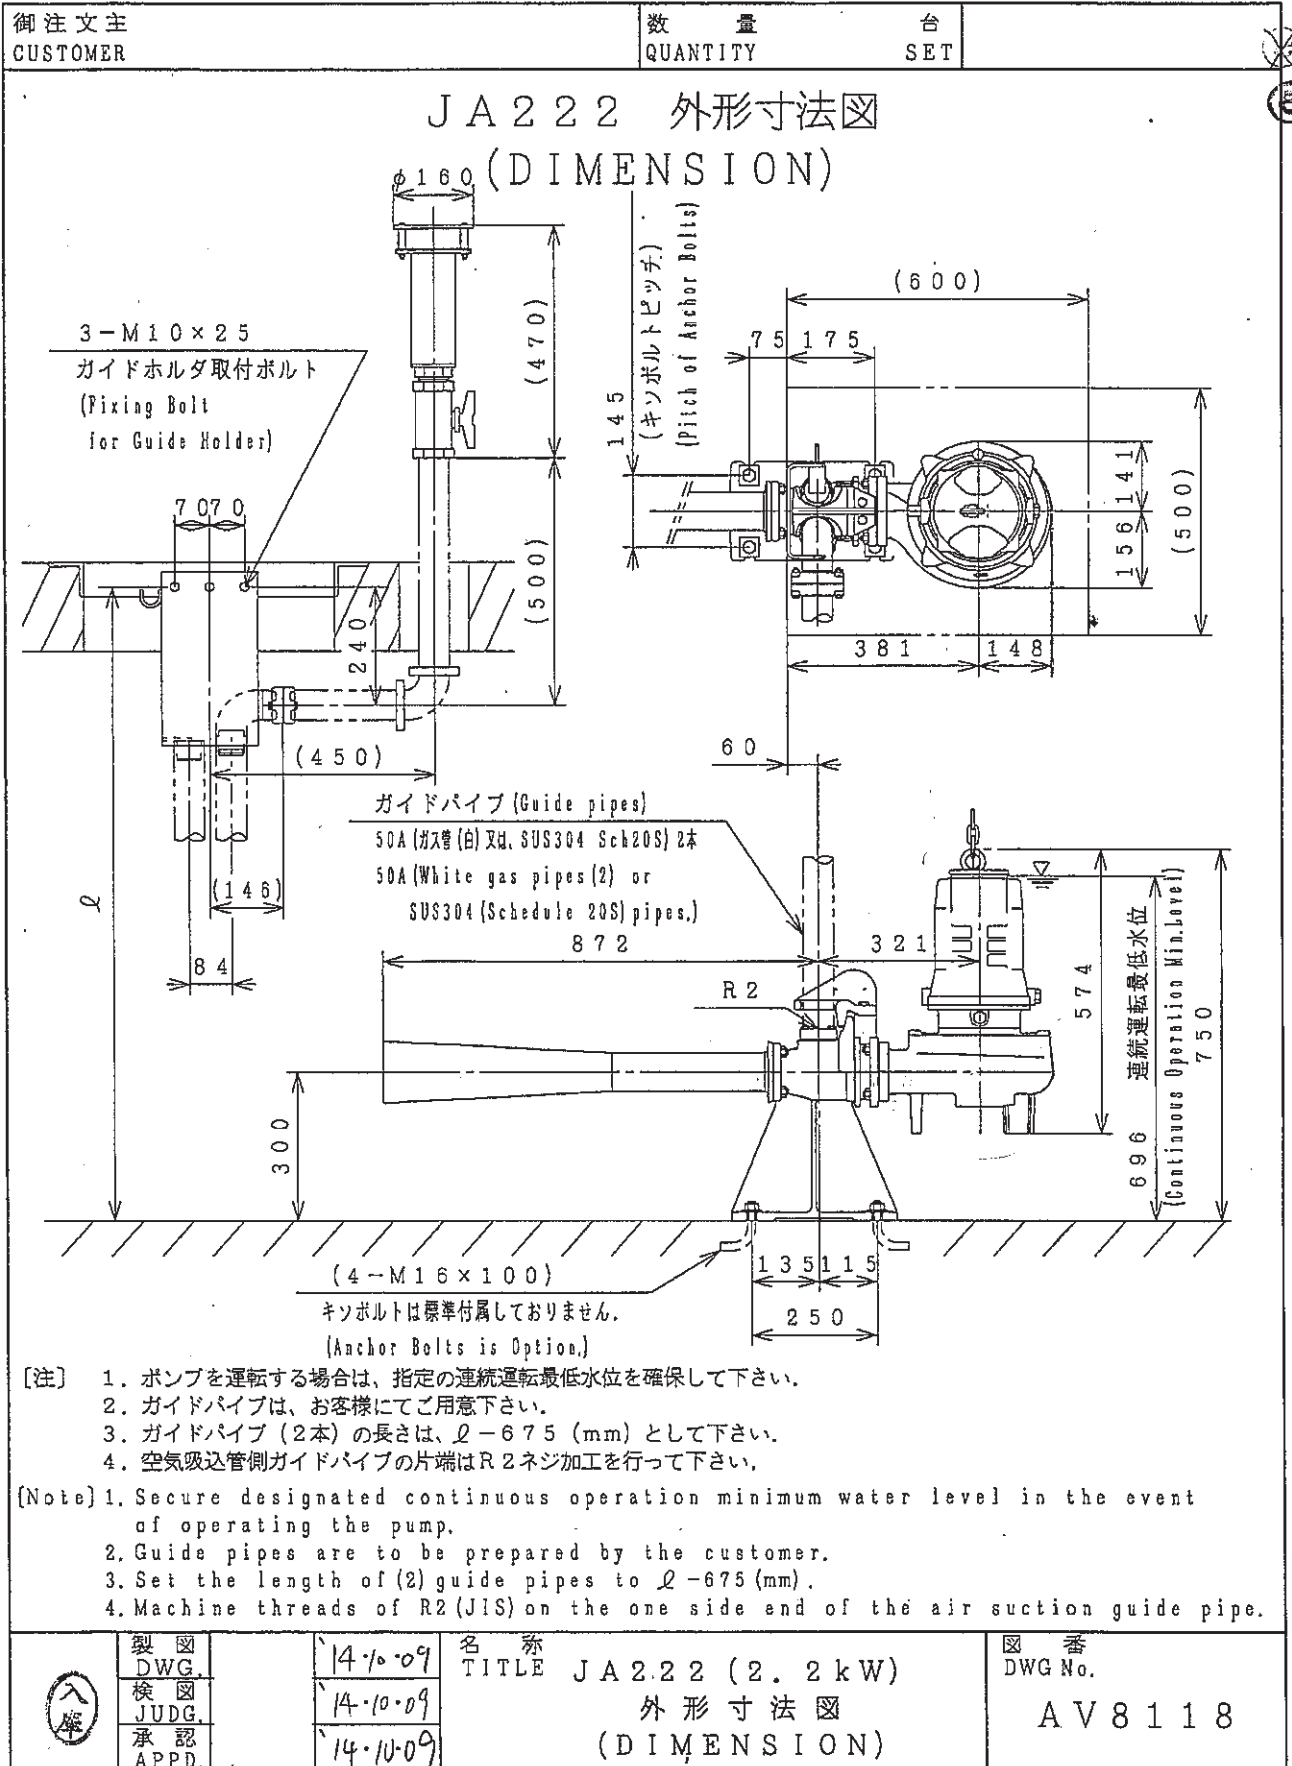 御注文主
CUSTOMER
数量
QUANTITY
台
SET
JA222 外形寸法図
(DIMENSION)
φ160
(470)
(500)
3-M10×25
ガイドホルダ取付ボルト
(Fixing Bolt
for Guide Holder)
70 70
240
(450)
(146)
84
ℓ
145
(キソボルトピッチ)
(Pitch of Anchor Bolts)
(600)
75 175
141
156
(500)
381 148
60
ガイドパイプ(Guide pipes)
50A(ガス管(白)又は、SUS304 Sch20S)2本
50A(White gas pipes(2) or
SUS304(Schedule 20S)pipes.)
872
321
R2
574
連続運転最低水位
696
(Continuous Operation Min.Level)
750
300
(4-M16×100)
キソボルトは標準付属しておりません.
(Anchor Bolts is Option.)
135 115
250
[注] 1. ポンプを運転する場合は、指定の連続運転最低水位を確保して下さい.
2. ガイドパイプは、お客様にてご用意下さい.
3. ガイドパイプ (2本) の長さは、ℓ-675 (mm) として下さい.
4. 空気吸込管側ガイドパイプの片端はR2ネジ加工を行って下さい.
[Note] 1. Secure designated continuous operation minimum water level in the event
of operating the pump.
2. Guide pipes are to be prepared by the customer.
3. Set the length of (2) guide pipes to ℓ-675(mm).
4. Machine threads of R2(JIS) on the one side end of the air suction guide pipe.
入庫
製図
DWG.
'14・10・09
検図
JUDG.
'14・10・09
承認
APPD.
'14・10・09
名称
TITLE
JA222 (2.2kW)
外形寸法図
(DIMENSION)
図番
DWG No.
AV8118